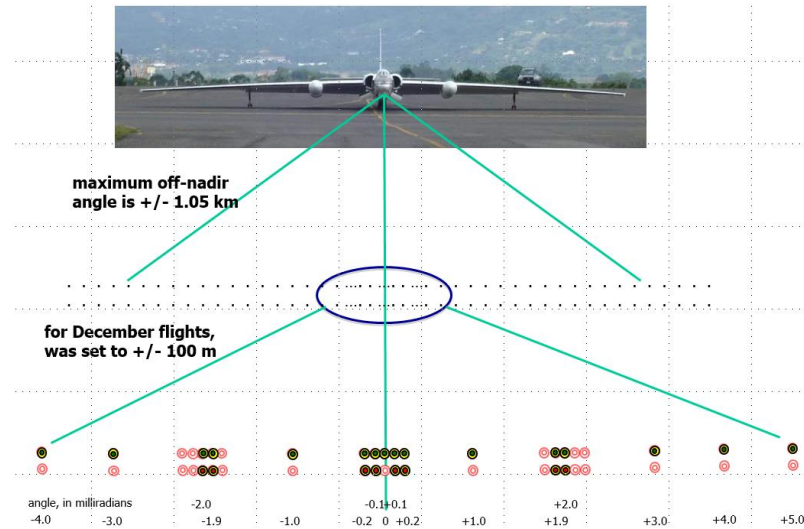 maximum off-nadir
angle is +/- 1.05 km
for December flights,
was set to +/- 100 m
angle, in milliradians -2.0 -0.1+0.1 +2.0
-4.0 -3.0 -1.9 -1.0 -0.2 0 +0.2 +1.0 +1.9 +3.0 +4.0 +5.0